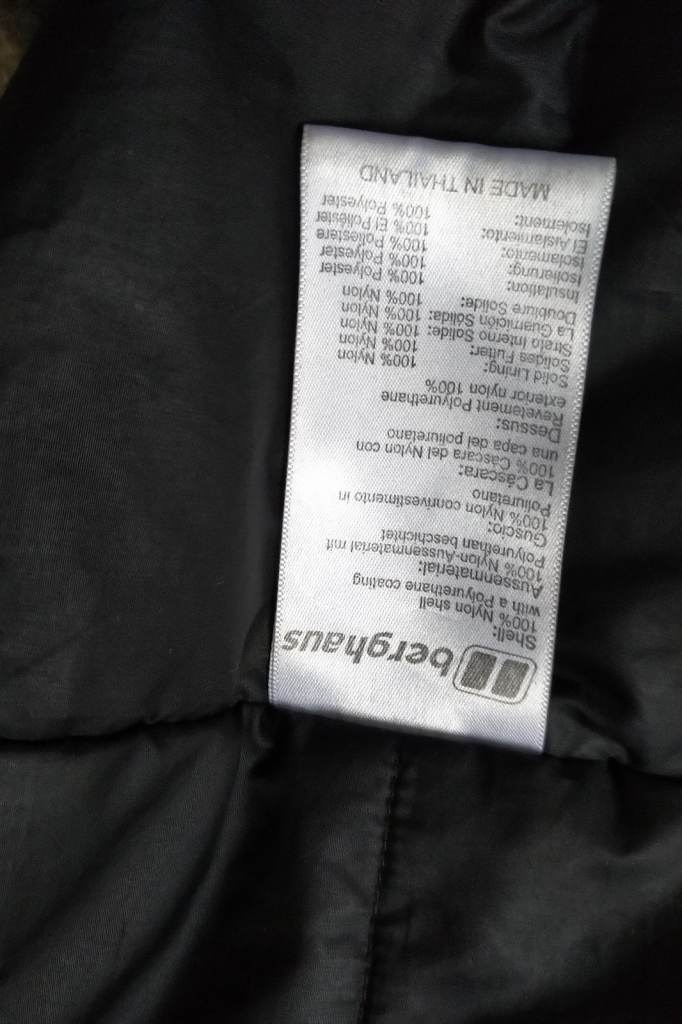 berghaus
Shell:
100% Nylon shell
with a Polyurethane coating
Aussenmaterial:
100% Nylon-Aussenmaterial mit
Polyurethan beschichtet
Guscio:
100% Nylon conrivestimento in
Poliuretano
La Cáscara:
100% Cáscara del Nylon con
una capa del poliuretano
Dessus:
Revetement Polyurethane
exterior nylon 100%
Solid Lining: 100% Nylon
Solides Futter: 100% Nylon
Strato Interno Solide: 100% Nylon
La Guarnición Solida: 100% Nylon
Doublure Solide: 100% Nylon
Insulation: 100% Polyester
Isolierung: 100% Polyester
Isolamento: 100% Poliestere
El Aislamiento: 100% El Poliéster
Isolement: 100% Polyester
MADE IN THAILAND